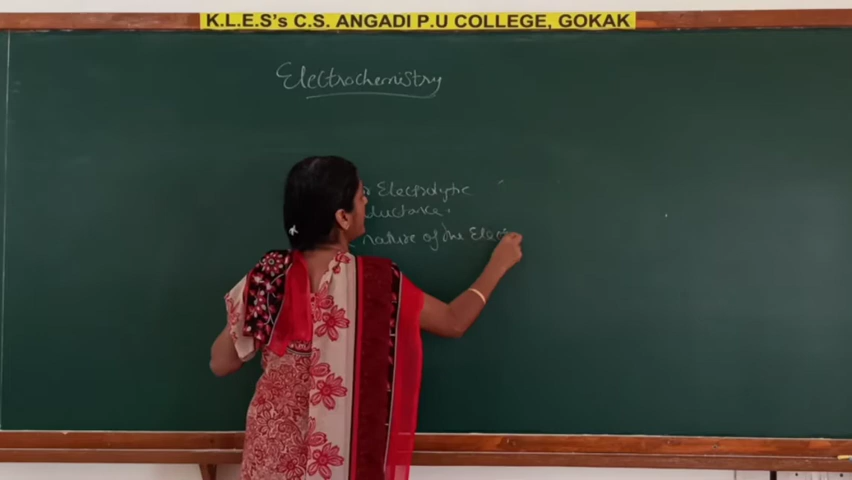 K.L.E.S's C.S. ANGADI P.U COLLEGE, GOKAK
Electrochemistry
Electrolytic
ductance.
nature of the Elec